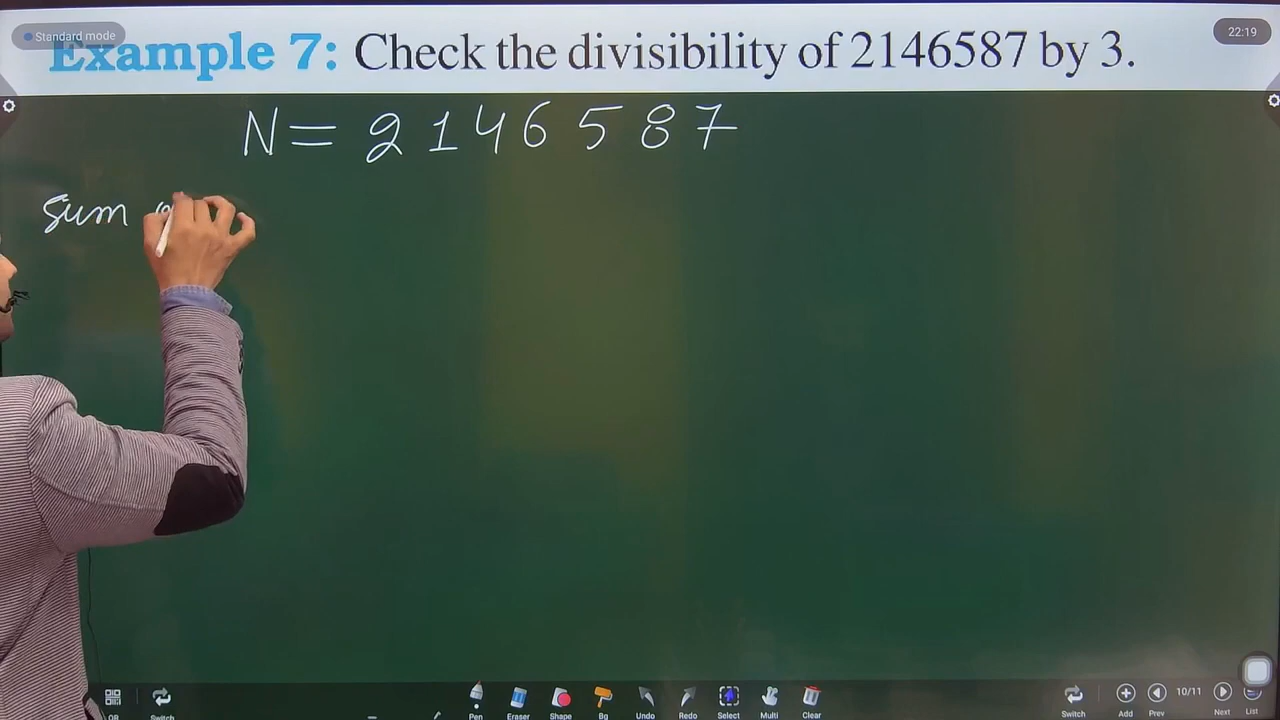 Standard mode
22:19
Example 7: Check the divisibility of 2146587 by 3.
N = 2146587
Sum
Pen Eraser Shape Bg Undo Redo Select Multi Clear
Switch Add Prev 10/11 Next List